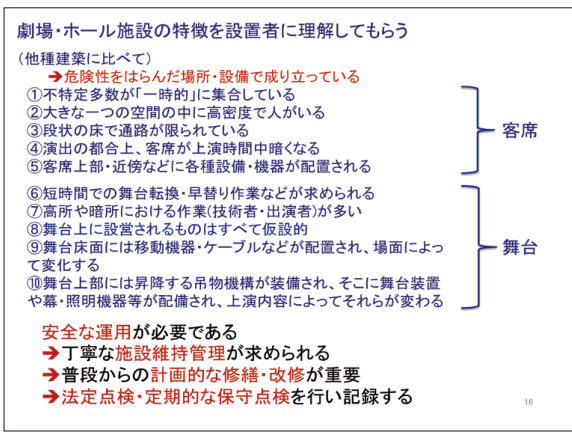 劇場・ホール施設の特徴を設置者に理解してもらう
(他種建築に比べて)
➔危険性をはらんだ場所・設備で成り立っている
①不特定多数が「一時的」に集合している
②大きな一つの空間の中に高密度で人がいる
③段状の床で通路が限られている
④演出の都合上、客席が上演時間中暗くなる
⑤客席上部・近傍などに各種設備・機器が配置される
客席
⑥短時間での舞台転換・早替り作業などが求められる
⑦高所や暗所における作業(技術者・出演者)が多い
⑧舞台上に設営されるものはすべて仮設的
⑨舞台床面には移動機器・ケーブルなどが配置され、場面によっ
て変化する
⑩舞台上部には昇降する吊物機構が装備され、そこに舞台装置
や幕・照明機器等が配備され、上演内容によってそれらが変わる
舞台
安全な運用が必要である
➔丁寧な施設維持管理が求められる
➔普段からの計画的な修繕・改修が重要
➔法定点検・定期的な保守点検を行い記録する
16